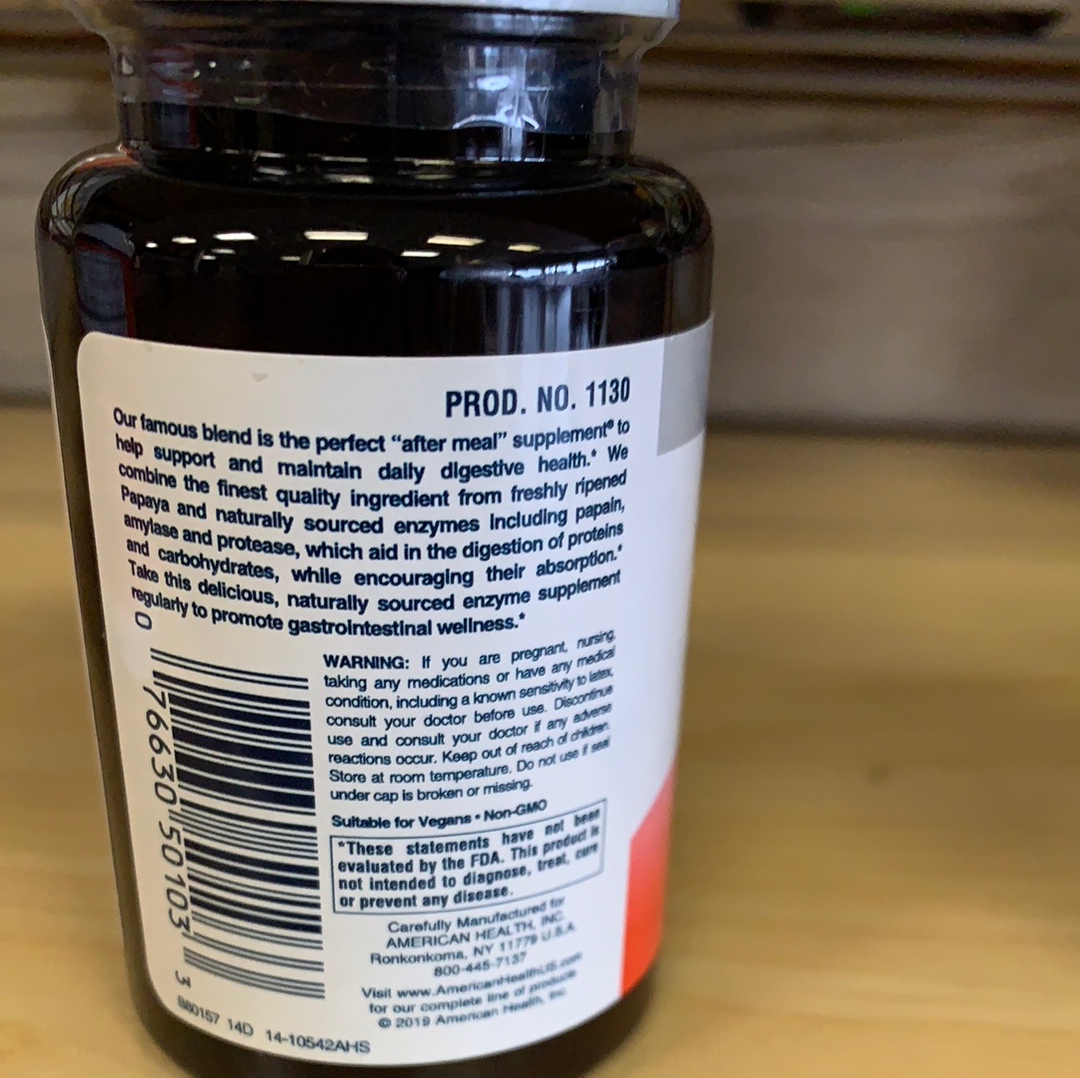 PROD. NO. 1130
Our famous blend is the perfect “after meal” supplement® to
help support and maintain daily digestive health.* We
combine the finest quality ingredient from freshly ripened
Papaya and naturally sourced enzymes including papain,
amylase and protease, which aid in the digestion of proteins
and carbohydrates, while encouraging their absorption.*
Take this delicious, naturally sourced enzyme supplement
regularly to promote gastrointestinal wellness.*
WARNING: If you are pregnant, nursing,
taking any medications or have any medical
condition, including a known sensitivity to latex,
consult your doctor before use. Discontinue
use and consult your doctor if any adverse
reactions occur. Keep out of reach of children.
Store at room temperature. Do not use if seal
under cap is broken or missing.
Suitable for Vegans • Non-GMO
*These statements have not been
evaluated by the FDA. This product is
not intended to diagnose, treat, cure
or prevent any disease.
Carefully Manufactured for
AMERICAN HEALTH, INC.
Ronkonkoma, NY 11779 U.S.A.
800-445-7137
Visit www.AmericanHealthUS.com
for our complete line of products
© 2019 American Health, Inc.
0 76630 50103 3
B80157 14D 14-10542AHS